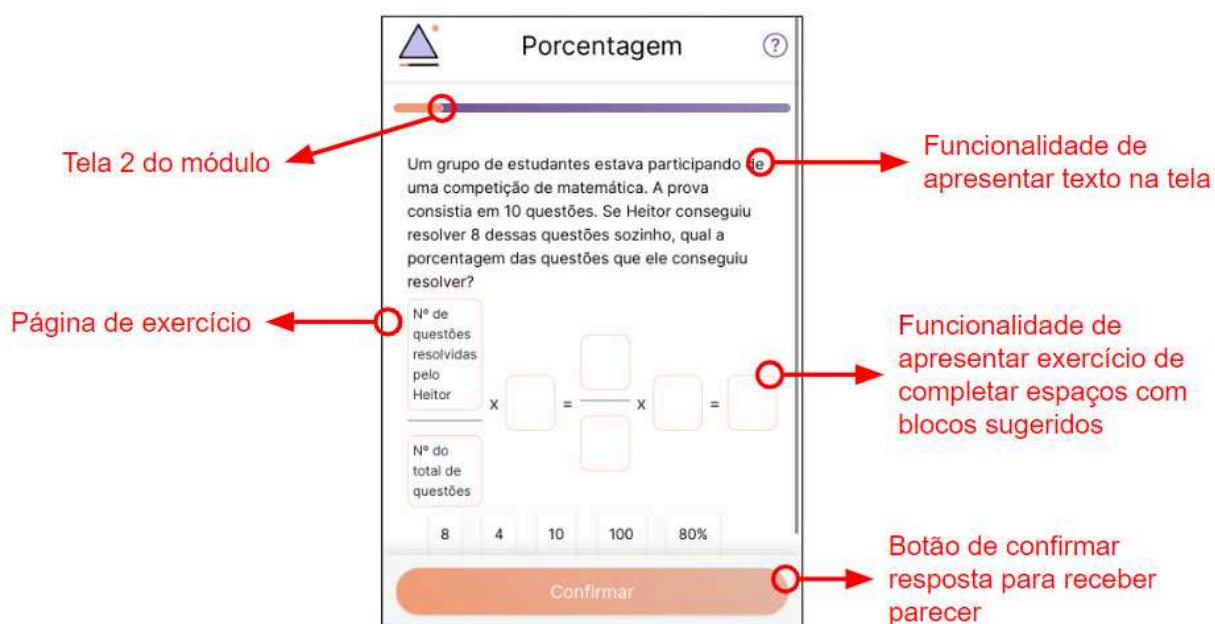 Porcentagem
?
Tela 2 do módulo
Um grupo de estudantes estava participando de
uma competição de matemática. A prova
consistia em 10 questões. Se Heitor conseguiu
resolver 8 dessas questões sozinho, qual a
porcentagem das questões que ele conseguiu
resolver?
Funcionalidade de
apresentar texto na tela
Página de exercício
Nº de
questões
resolvidas
pelo
Heitor
x = x =
Nº do
total de
questões
Funcionalidade de
apresentar exercício de
completar espaços com
blocos sugeridos
8 4 10 100 80%
Confirmar
Botão de confirmar
resposta para receber
parecer